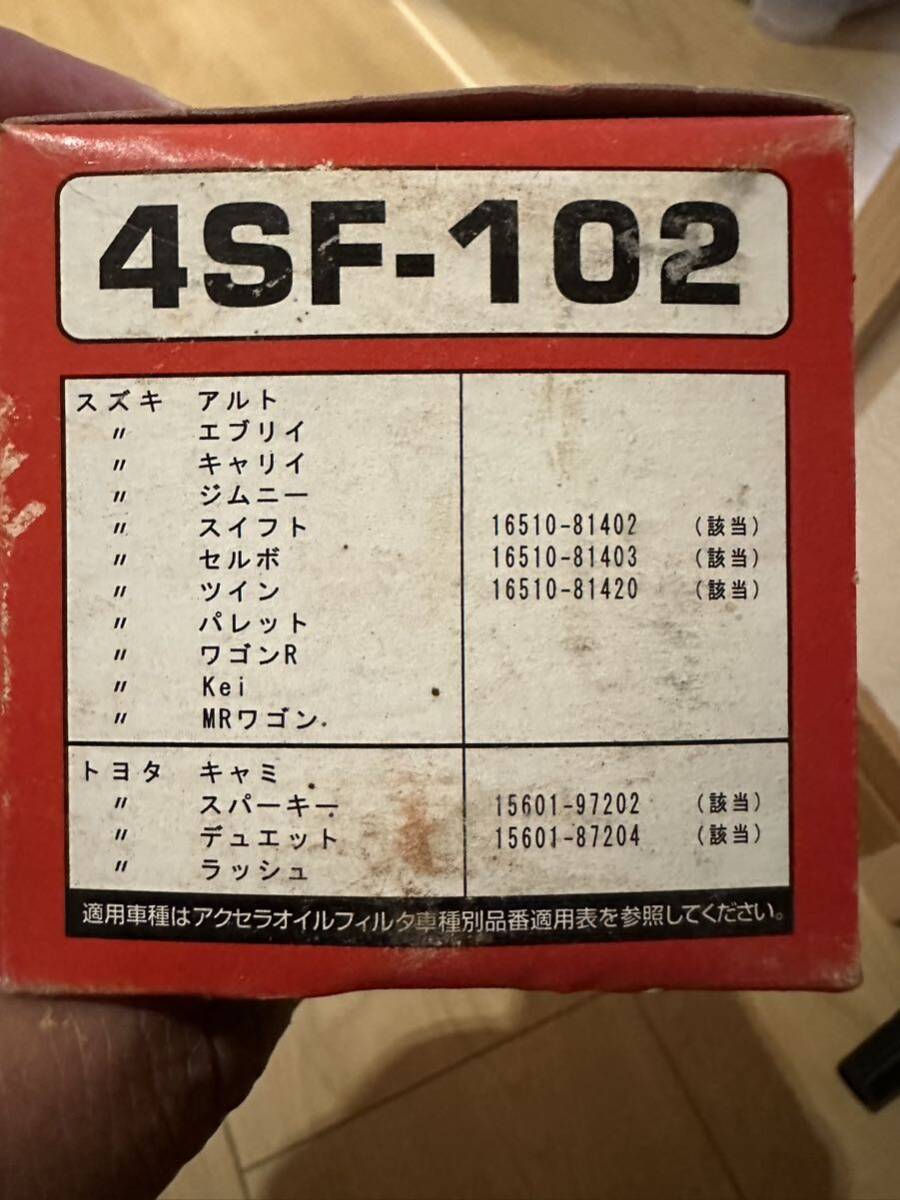 4SF-102
スズキ アルト
〃 エブリイ
〃 キャリイ
〃 ジムニー
〃 スイフト 16510-81402 (該当)
〃 セルボ 16510-81403 (該当)
〃 ツイン 16510-81420 (該当)
〃 パレット
〃 ワゴンR
〃 Kei
〃 MRワゴン
トヨタ キャミ
〃 スパーキー 15601-97202 (該当)
〃 デュエット 15601-87204 (該当)
〃 ラッシュ
適用車種はアクセラオイルフィルタ車種別品番適用表を参照してください。